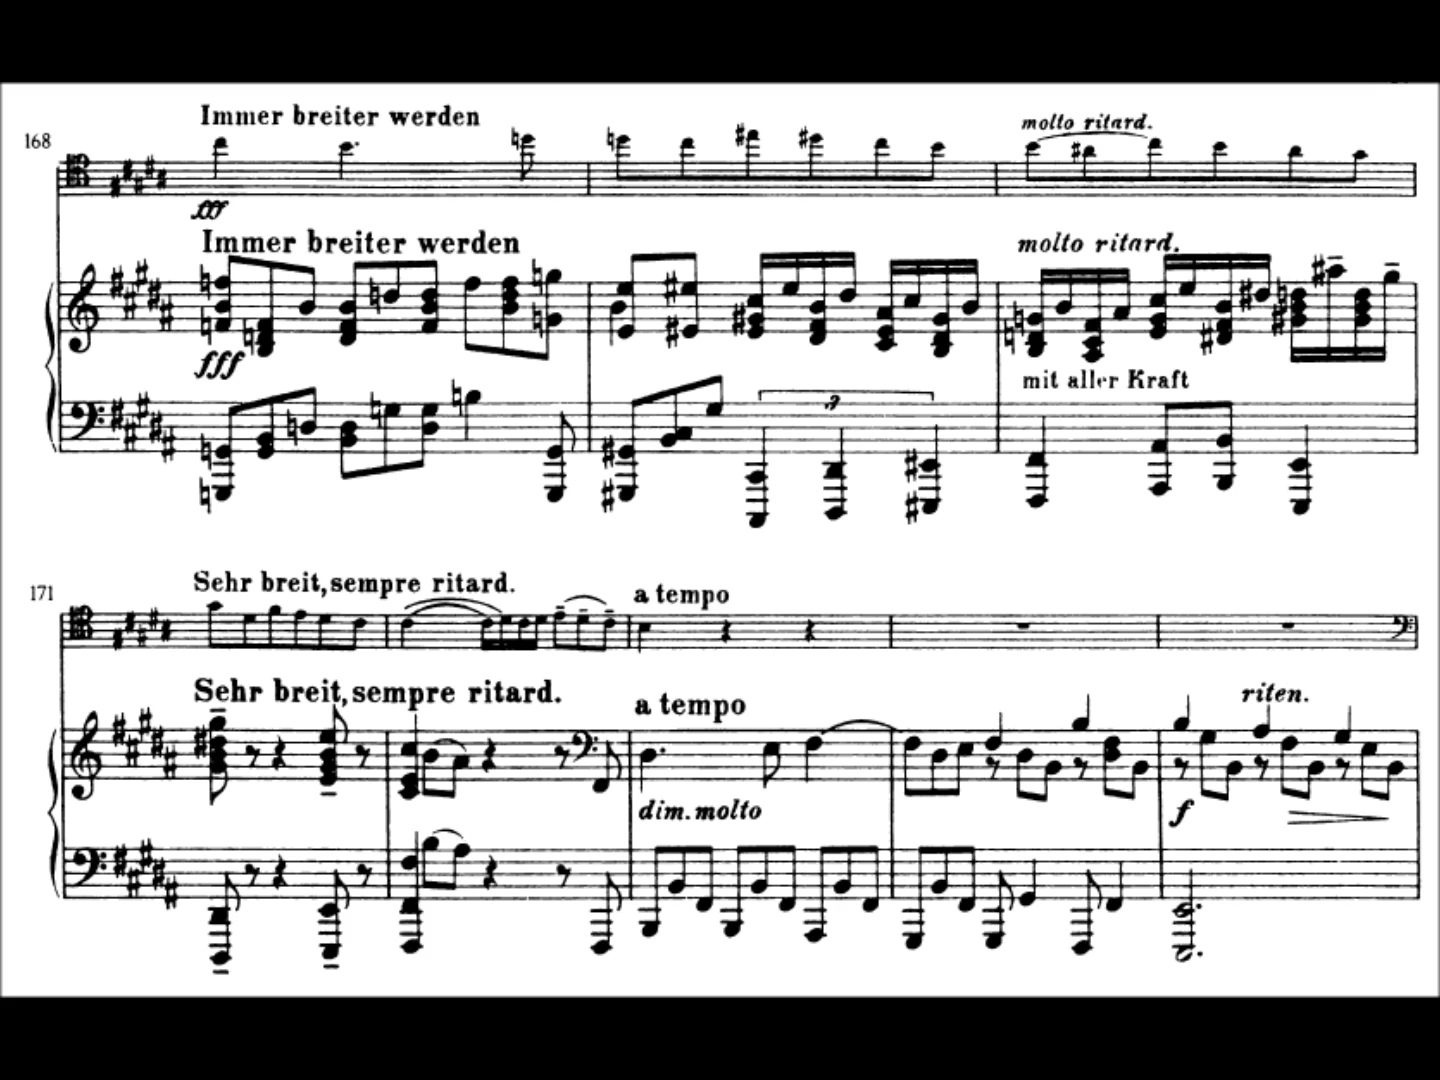 Immer breiter werden
168
molto ritard.
fff
Immer breiter werden
molto ritard.
fff
mit aller Kraft
3
Sehr breit, sempre ritard.
171
a tempo
Sehr breit, sempre ritard.
a tempo
riten.
dim. molto
f